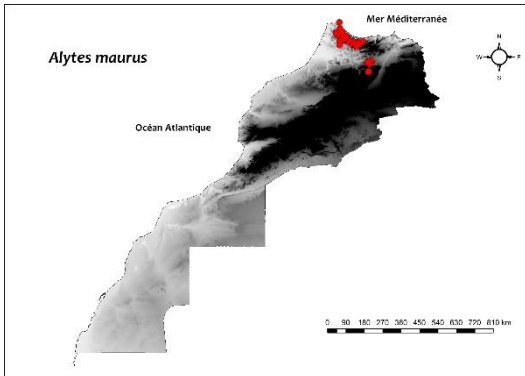 Mer Méditerranée
Alytes maurus
N
W E
S
Océan Atlantique
0 90 180 270 360 450 540 630 720 810 km